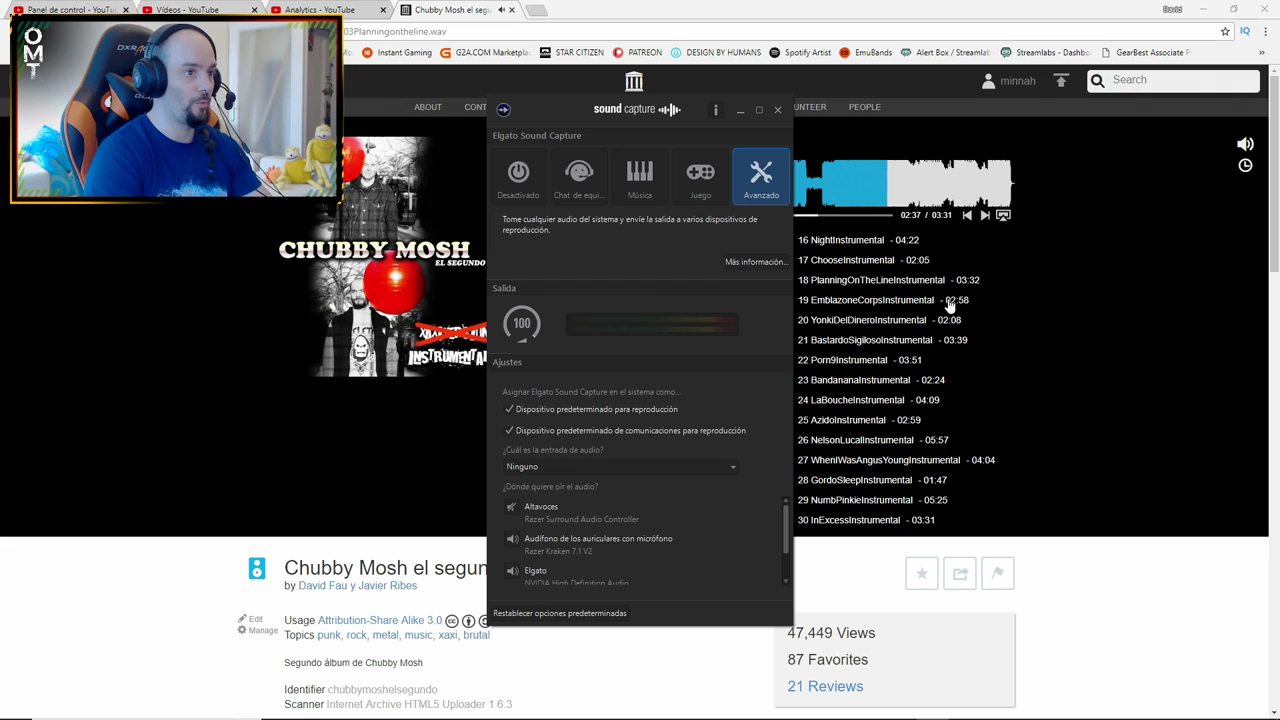 Panel de control - YouTub
Vídeos - YouTube
Analytics - YouTube
Chubby Mosh el segu
David
03Planningontheline.wav
Instant Gaming
G2A.COM Marketpla
STAR CITIZEN
PATREON
DESIGN BY HUMANS
Spotify Artist
EmuBands
Alert Box / Streaming
Streamlabs - Dashbo
Gestión Associate P
OMT
DXR
minnah
Search
ABOUT
CONT
UNTEER
PEOPLE
sound capture
Elgato Sound Capture
Desactivado
Chat de equi...
Música
Juego
Avanzado
Tome cualquier audio del sistema y envíe la salida a varios dispositivos de
reproducción.
Más información...
Salida
100
Ajustes
Asignar Elgato Sound Capture en el sistema como...
Dispositivo predeterminado para reproducción
Dispositivo predeterminado de comunicaciones para reproducción
¿Cuál es la entrada de audio?
Ninguno
¿Dónde quiere oír el audio?
Altavoces
Razer Surround Audio Controller
Audífono de los auriculares con micrófono
Razer Kraken 7.1 V2
Elgato
NVIDIA High Definition Audio
Restablecer opciones predeterminadas
02:37 / 03:31
16 NightInstrumental - 04:22
17 ChooseInstrumental - 02:05
18 PlanningOnTheLineInstrumental - 03:32
19 EmblazoneCorpsInstrumental - 02:58
20 YonkiDelDineroInstrumental - 02:08
21 BastardoSigilosoInstrumental - 03:39
22 Porn9Instrumental - 03:51
23 BandananaInstrumental - 02:24
24 LaBoucheInstrumental - 04:09
25 AzidoInstrumental - 02:59
26 NelsonLucalInstrumental - 05:57
27 WhenIWasAngusYoungInstrumental - 04:04
28 GordoSleepInstrumental - 01:47
29 NumbPinkieInstrumental - 05:25
30 InExcessInstrumental - 03:31
CHUBBY MOSH
EL SEGUNDO
INSTRUMENTA
Chubby Mosh el segun
by David Fau y Javier Ribes
Edit
Manage
Usage Attribution-Share Alike 3.0
Topics punk, rock, metal, music, xaxi, brutal
Segundo álbum de Chubby Mosh
Identifier chubbymoshelsegundo
Scanner Internet Archive HTML5 Uploader 1.6.3
47,449 Views
87 Favorites
21 Reviews